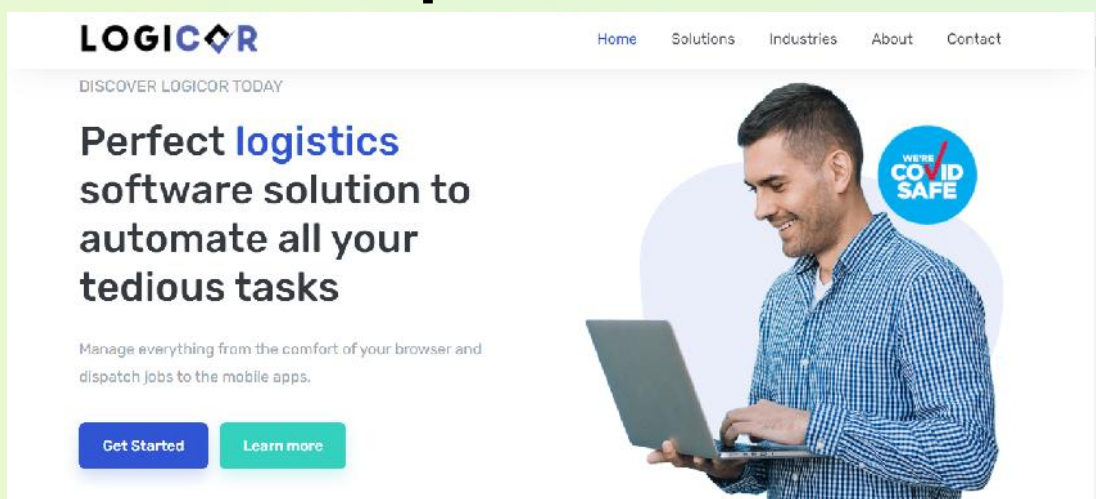 LOGICOR
Home Solutions Industries About Contact
DISCOVER LOGICOR TODAY
Perfect logistics
software solution to
automate all your
tedious tasks
WE'RE
COVID
SAFE
Manage everything from the comfort of your browser and
dispatch jobs to the mobile apps.
Get Started Learn more